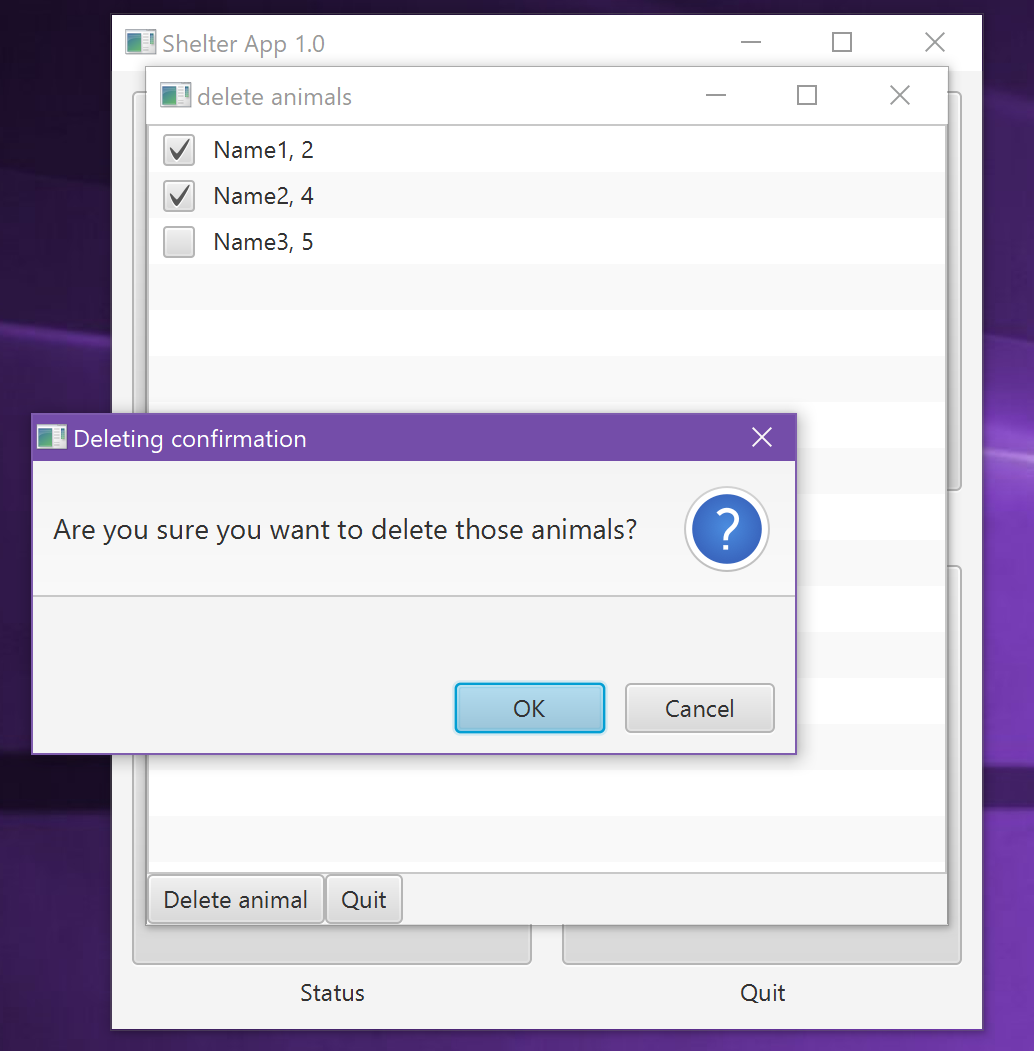 Shelter App 1.0
delete animals
Name1, 2
Name2, 4
Name3, 5
Deleting confirmation
Are you sure you want to delete those animals?
?
OK Cancel
Delete animal Quit
Status Quit